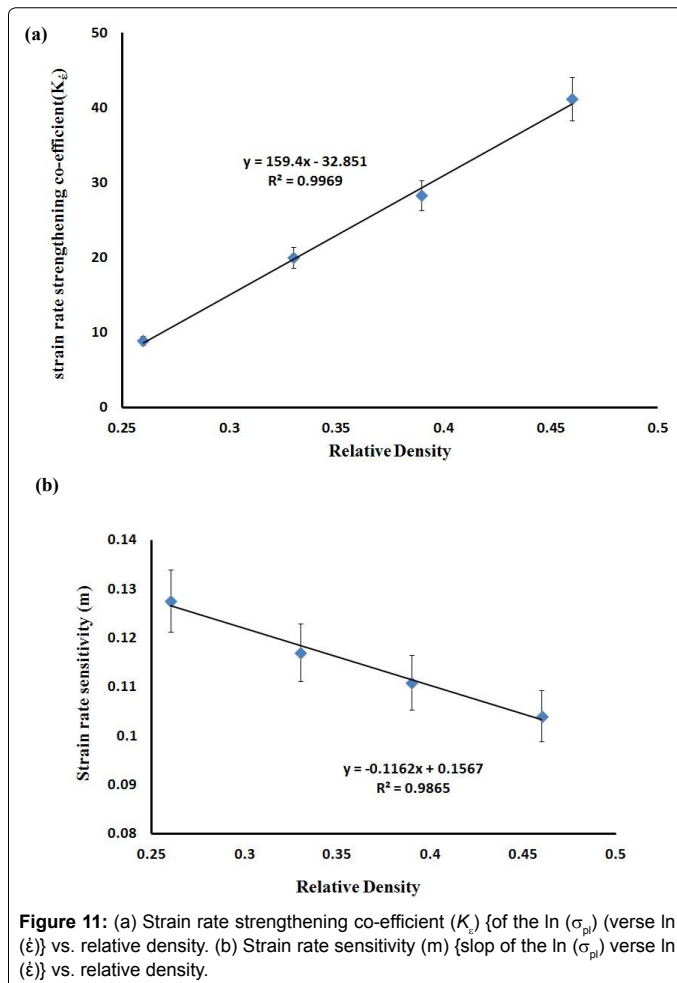 (a)
50
40
30
20
10
0
strain rate strengthening co-efficient(Kε̇)
y = 159.4x - 32.851
R² = 0.9969
0.25 0.3 0.35 0.4 0.45 0.5
Relative Density
(b)
0.14
0.13
0.12
0.11
0.1
0.09
0.08
Strain rate sensitivity (m)
y = -0.1162x + 0.1567
R² = 0.9865
0.25 0.3 0.35 0.4 0.45 0.5
Relative Density
Figure 11: (a) Strain rate strengthening co-efficient (Kε) {of the ln (σpl) (verse ln
(ε̇)} vs. relative density. (b) Strain rate sensitivity (m) {slop of the ln (σpl) verse ln
(ε̇)} vs. relative density.